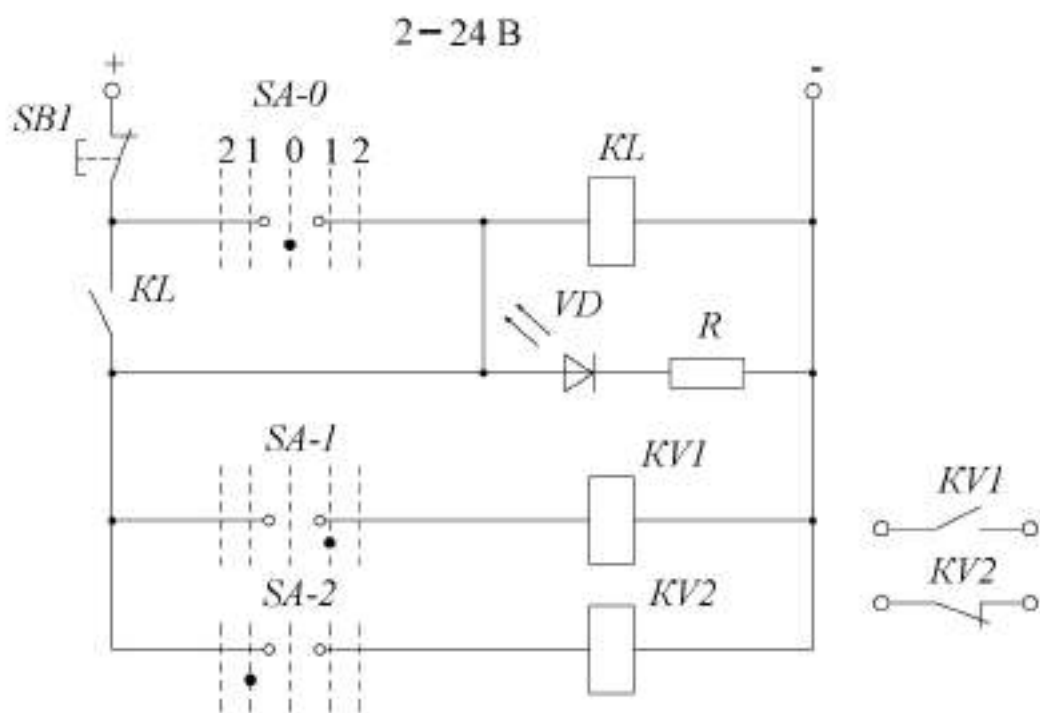 2-24 В
+ -
SA-0
SB1
2 1 0 1 2
KL
KL
VD
R
SA-1
KV1
KV1
SA-2
KV2
KV2